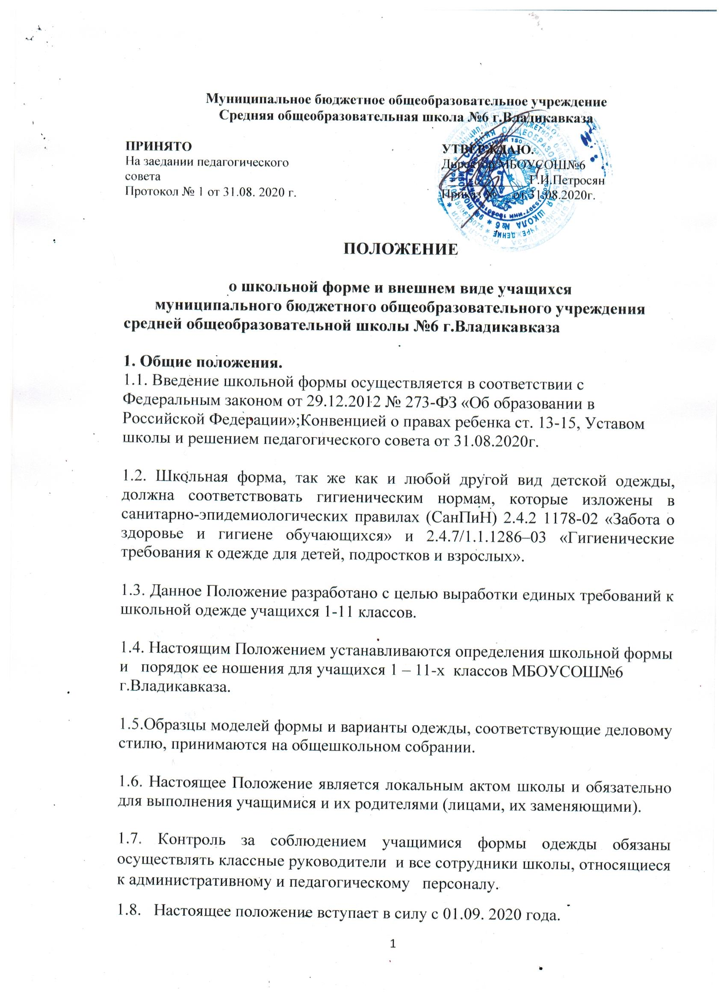 Муниципальное бюджетное общеобразовательное учреждение
Средняя общеобразовательная школа №6 г.Владикавказа
ПРИНЯТО
На заедании педагогического
совета
Протокол № 1 от 31.08. 2020 г.
УТВЕРЖДАЮ.
Директор МБОУСОШ№6
Г.И.Петросян
Приказ №__ от 31.08.2020г.
ПОЛОЖЕНИЕ
о школьной форме и внешнем виде учащихся
муниципального бюджетного общеобразовательного учреждения
средней общеобразовательной школы №6 г.Владикавказа
1. Общие положения.
1.1. Введение школьной формы осуществляется в соответствии с
Федеральным законом от 29.12.2012 № 273-ФЗ «Об образовании в
Российской Федерации»;Конвенцией о правах ребенка ст. 13-15, Уставом
школы и решением педагогического совета от 31.08.2020г.
1.2. Школьная форма, так же как и любой другой вид детской одежды,
должна соответствовать гигиеническим нормам, которые изложены в
санитарно-эпидемиологических правилах (СанПиН) 2.4.2 1178-02 «Забота о
здоровье и гигиене обучающихся» и 2.4.7/1.1.1286–03 «Гигиенические
требования к одежде для детей, подростков и взрослых».
1.3. Данное Положение разработано с целью выработки единых требований к
школьной одежде учащихся 1-11 классов.
1.4. Настоящим Положением устанавливаются определения школьной формы
и порядок ее ношения для учащихся 1 – 11-х классов МБОУСОШ№6
г.Владикавказа.
1.5.Образцы моделей формы и варианты одежды, соответствующие деловому
стилю, принимаются на общешкольном собрании.
1.6. Настоящее Положение является локальным актом школы и обязательно
для выполнения учащимися и их родителями (лицами, их заменяющими).
1.7. Контроль за соблюдением учащимися формы одежды обязаны
осуществлять классные руководители и все сотрудники школы, относящиеся
к административному и педагогическому персоналу.
1.8. Настоящее положение вступает в силу с 01.09. 2020 года.
1